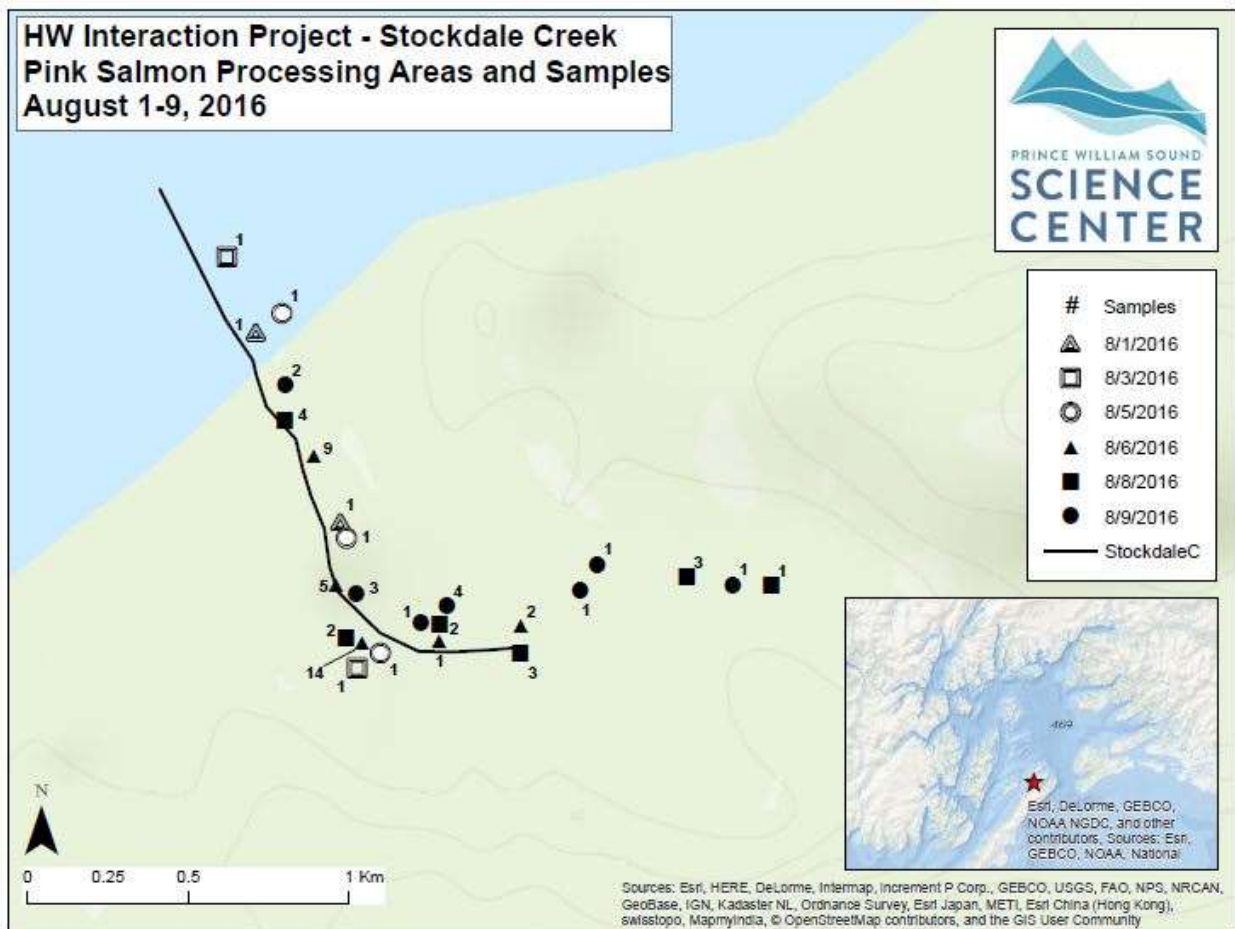 HW Interaction Project - Stockdale Creek
Pink Salmon Processing Areas and Samples
August 1-9, 2016
PRINCE WILLIAM SOUND
SCIENCE
CENTER
# Samples
8/1/2016
8/3/2016
8/5/2016
8/6/2016
8/8/2016
8/9/2016
StockdaleC
1
1
1
2
4
9
1
1
5
3
1
4
2
2
14
1
1
1
2
3
1
1
3
1
1
469
Esri, DeLorme, GEBCO,
NOAA NGDC, and other
contributors, Sources: Esri,
GEBCO, NOAA, National
N
0 0.25 0.5 1 Km
Sources: Esri, HERE, DeLorme, Intermap, increment P Corp., GEBCO, USGS, FAO, NPS, NRCAN,
GeoBase, IGN, Kadaster NL, Ordnance Survey, Esri Japan, METI, Esri China (Hong Kong),
swisstopo, MapmyIndia, © OpenStreetMap contributors, and the GIS User Community